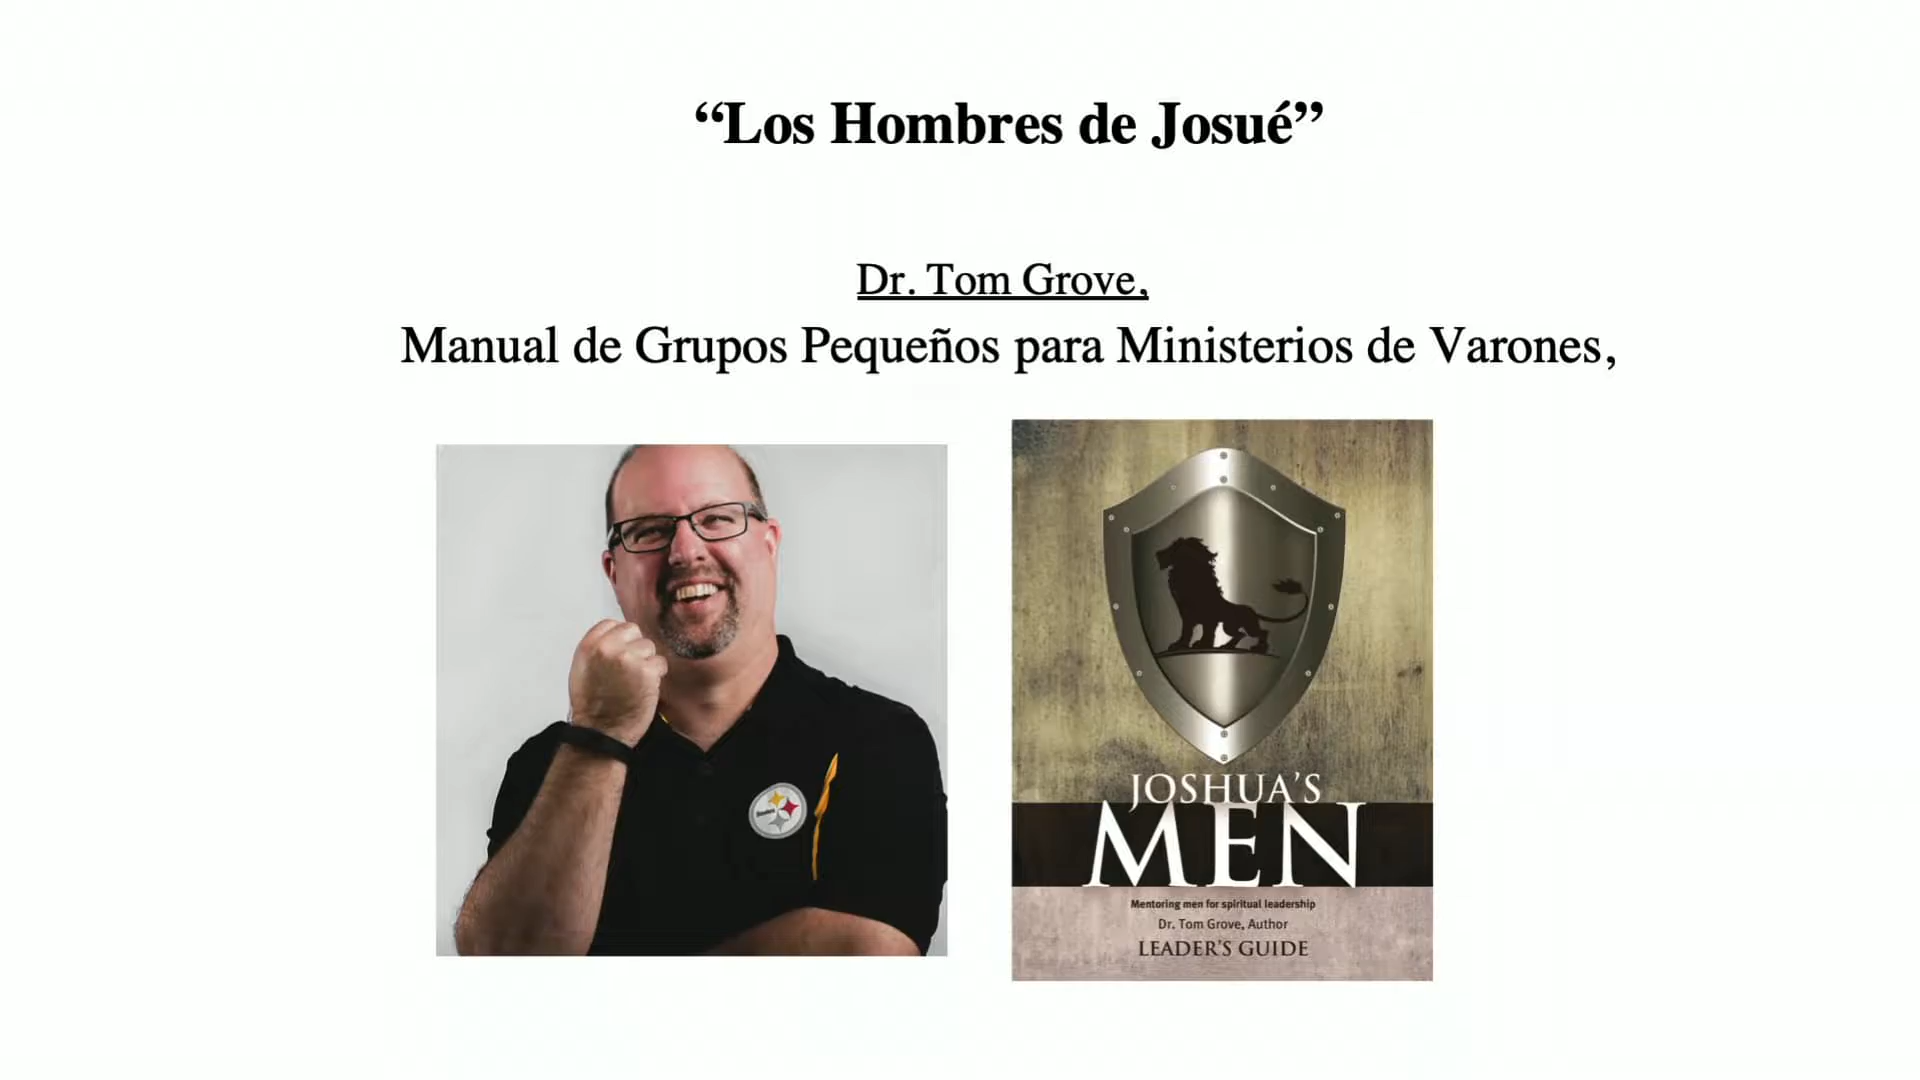 “Los Hombres de Josué”
Dr. Tom Grove,
Manual de Grupos Pequeños para Ministerios de Varones,
Steelers
JOSHUA'S
MEN
Mentoring men for spiritual leadership
Dr. Tom Grove, Author
LEADER'S GUIDE